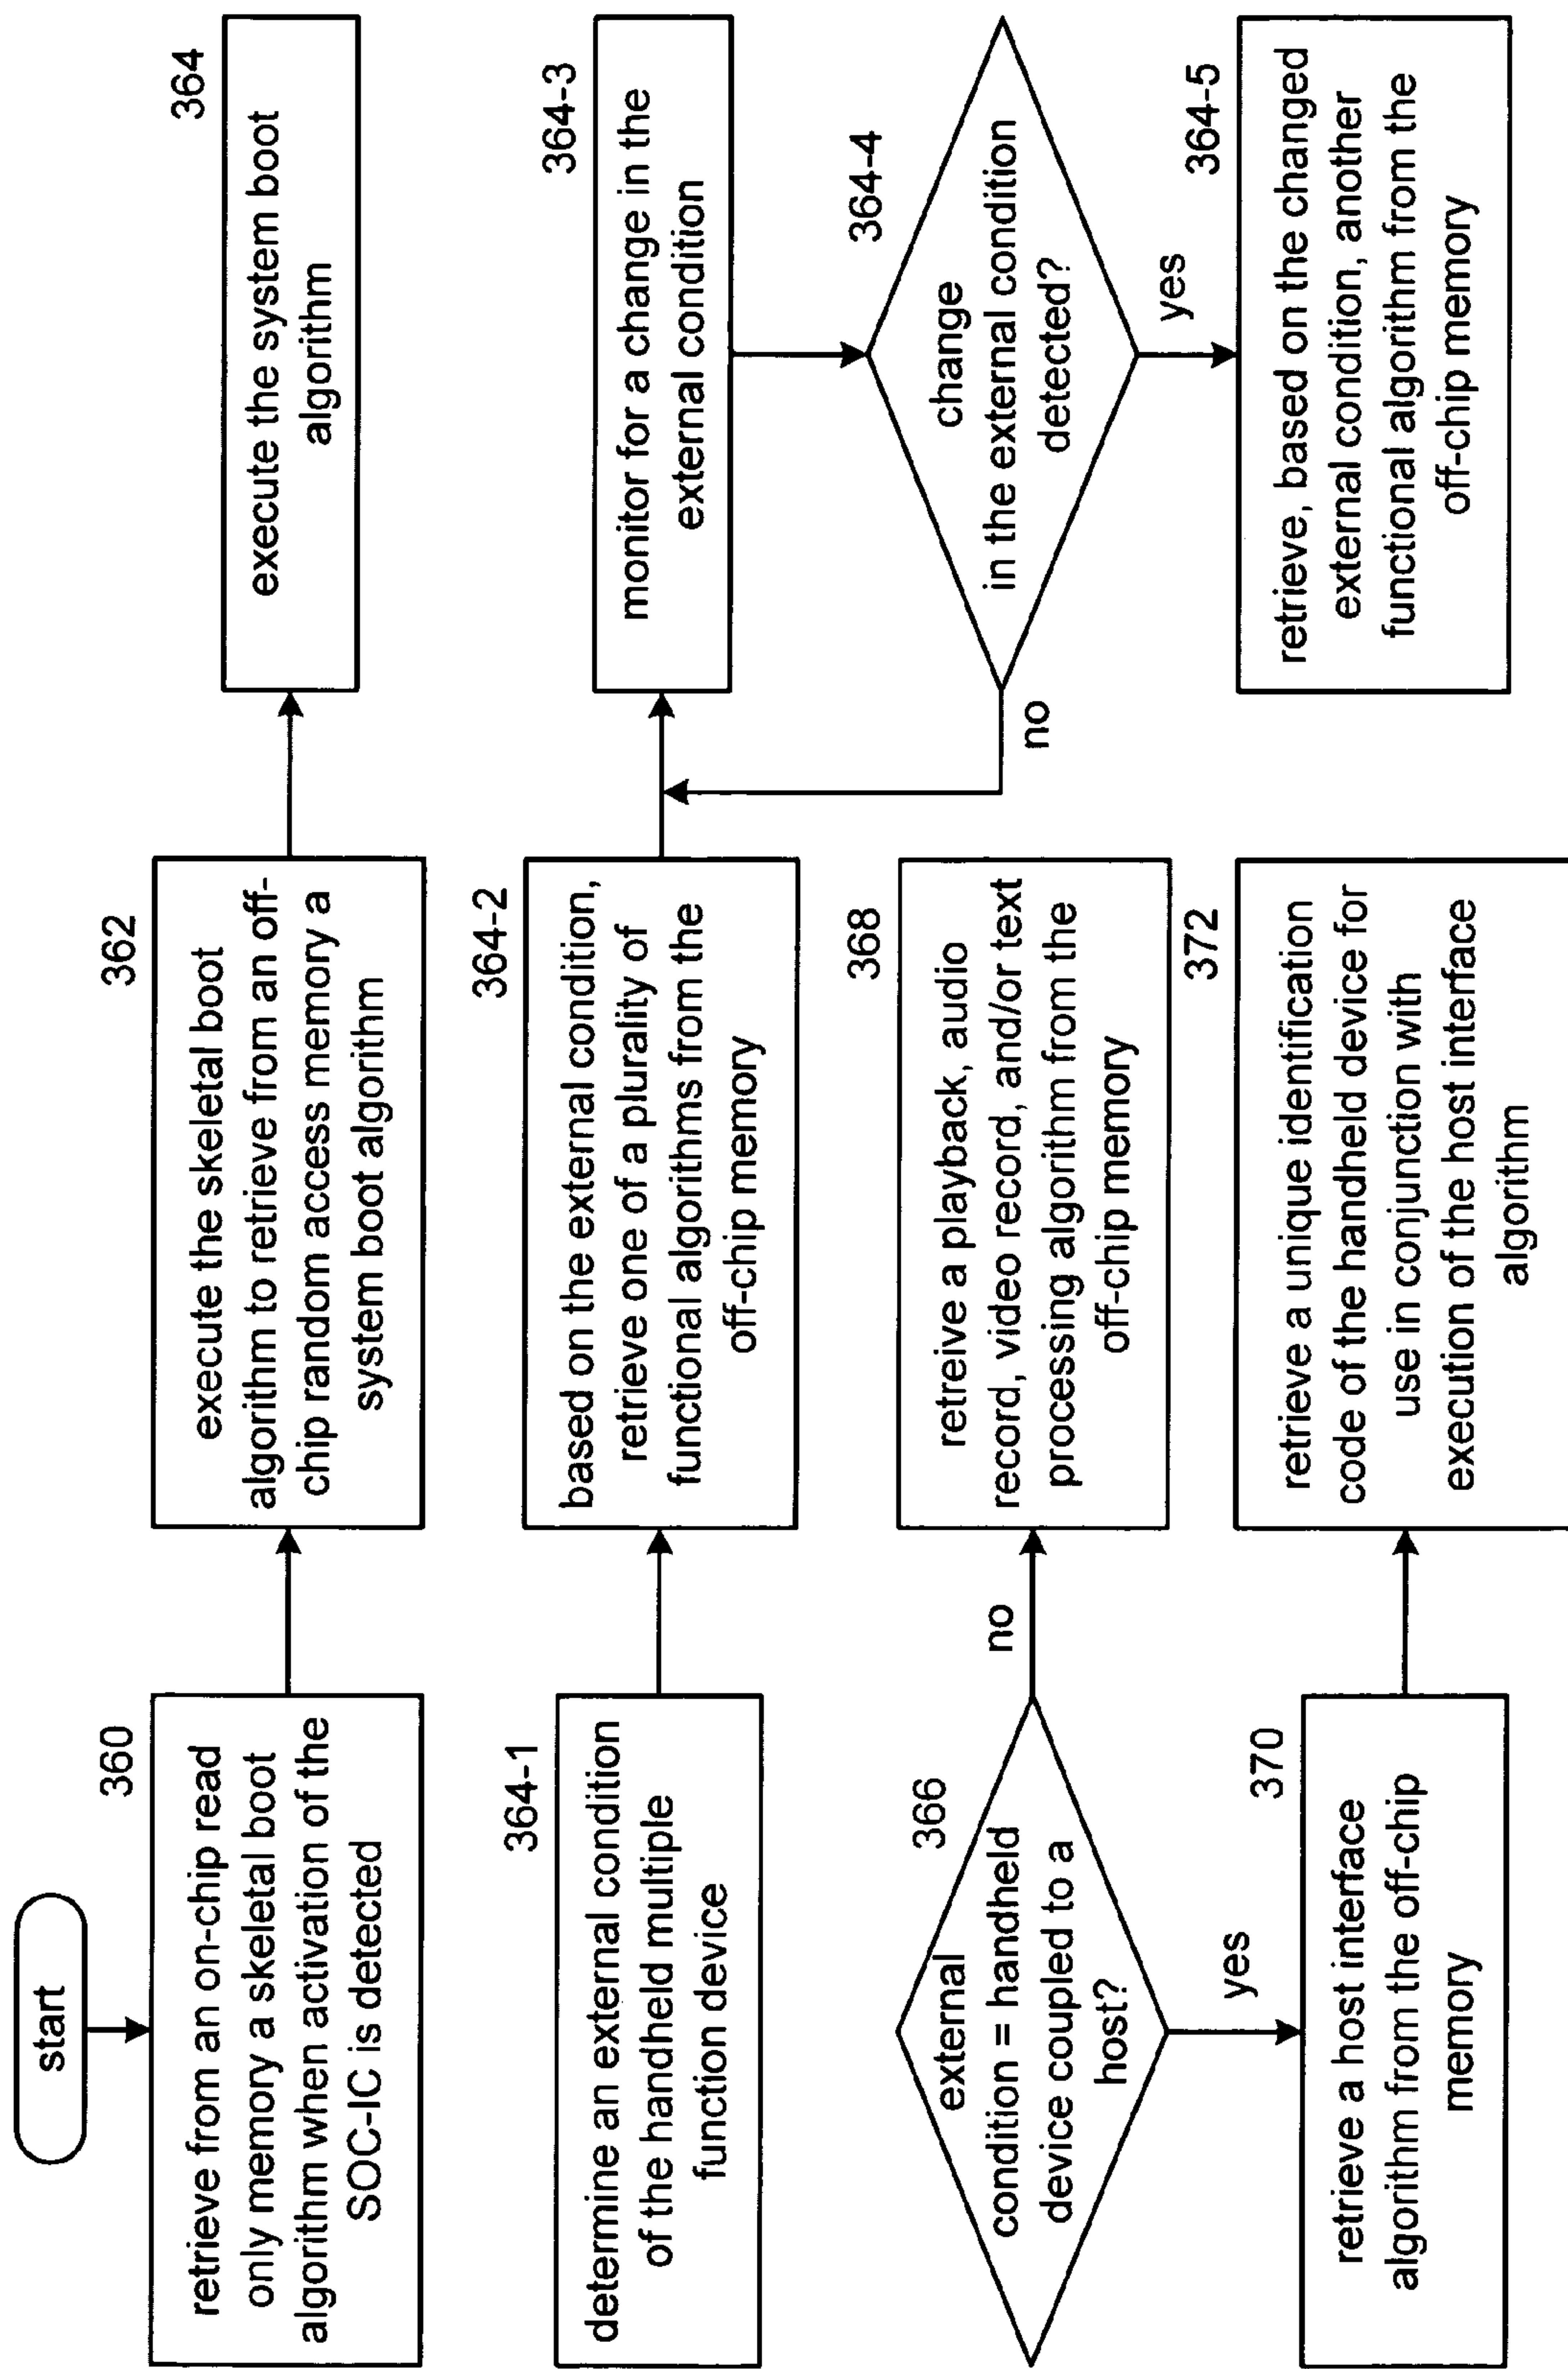 start
360
retrieve from an on-chip read
only memory a skeletal boot
algorithm when activation of the
SOC-IC is detected
362
execute the skeletal boot
algorithm to retrieve from an off-
chip random access memory a
system boot algorithm
364
execute the system boot
algorithm
364-1
determine an external condition
of the handheld multiple
function device
364-2
based on the external condition,
retrieve one of a plurality of
functional algorithms from the
off-chip memory
364-3
monitor for a change in the
external condition
364-4
change
in the external condition
detected?
no
yes
364-5
retrieve, based on the changed
external condition, another
functional algorithm from the
off-chip memory
366
external
condition = handheld
device coupled to a
host?
no
yes
368
retreive a playback, audio
record, video record, and/or text
processing algorithm from the
off-chip memory
370
retrieve a host interface
algorithm from the off-chip
memory
372
retrieve a unique identification
code of the handheld device for
use in conjunction with
execution of the host interface
algorithm